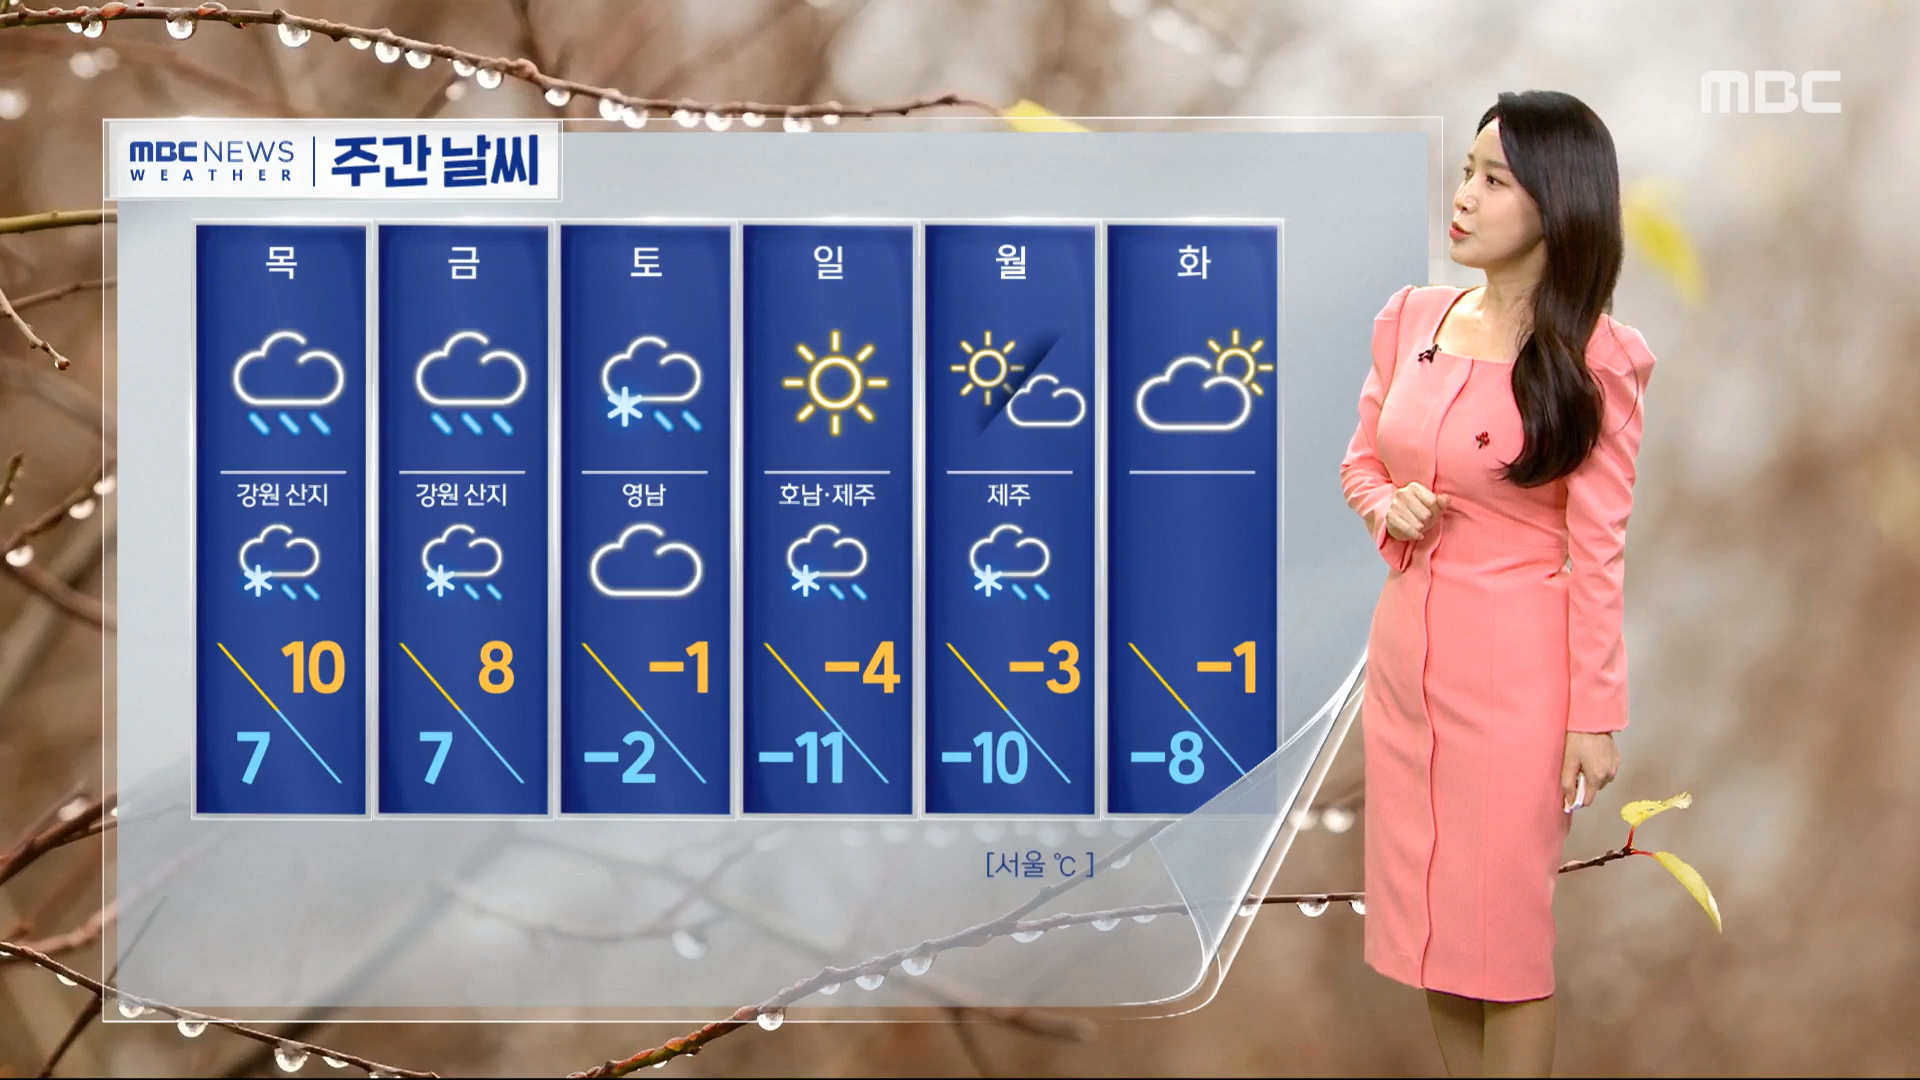 MBC
MBC NEWS
WEATHER
주간 날씨
목 금 토 일 월 화
강원 산지 강원 산지 영남 호남·제주 제주
10 8 -1 -4 -3 -1
7 7 -2 -11 -10 -8
[서울 ℃]